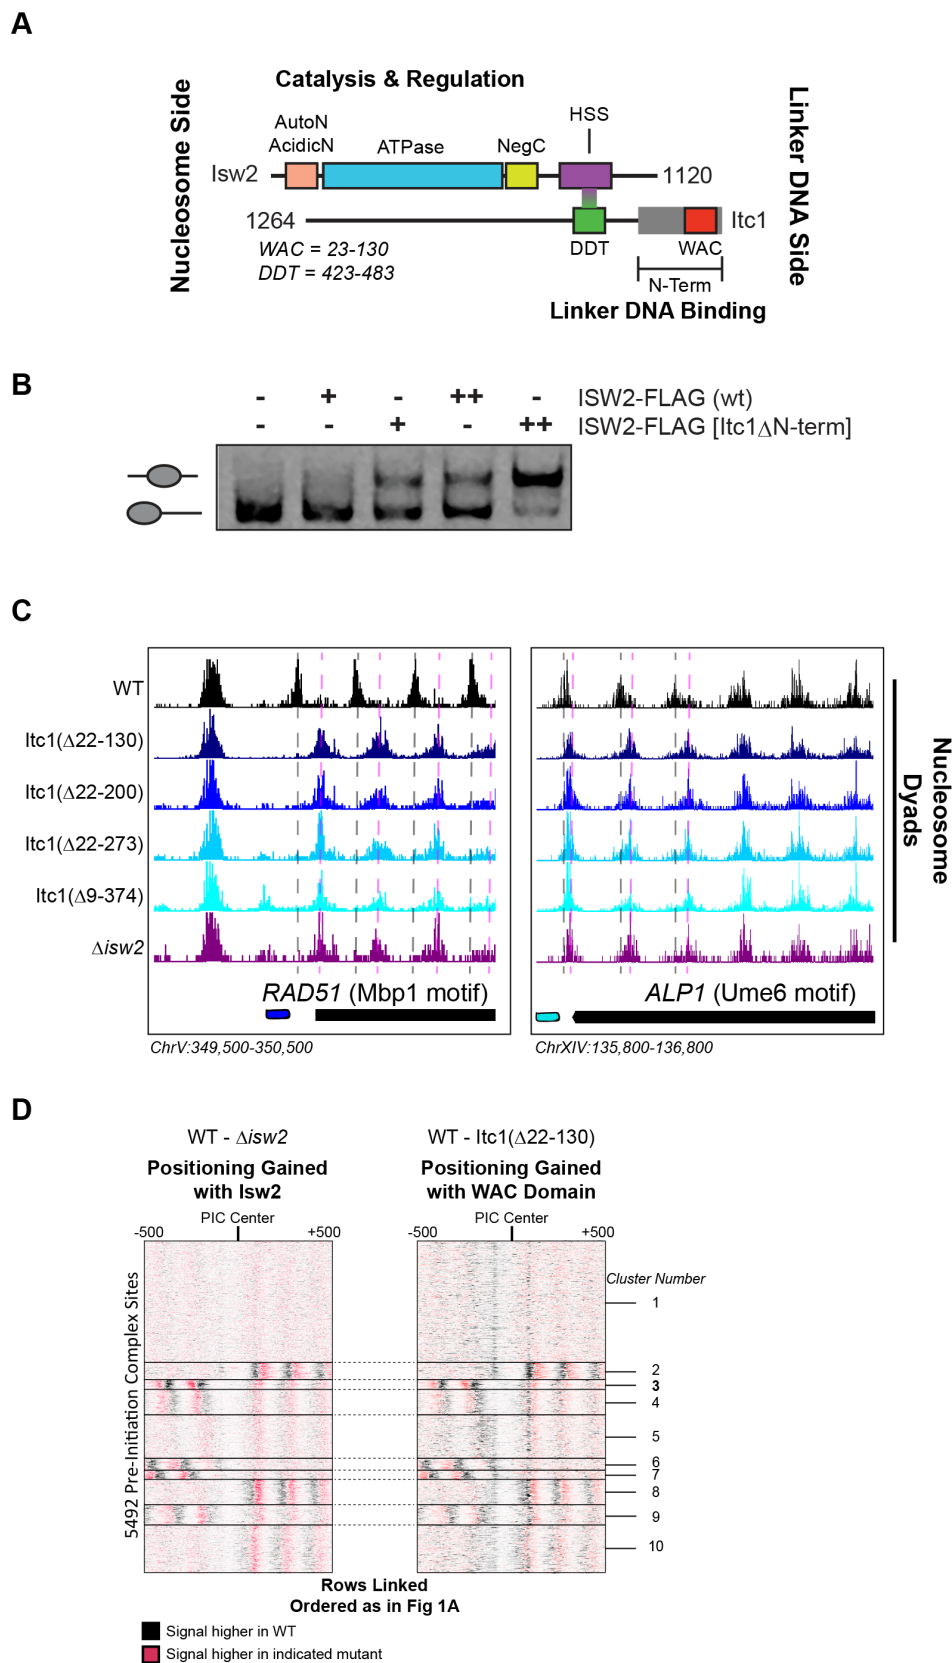 A
Catalysis & Regulation
Nucleosome Side
Linker DNA Side
AutoN
AcidicN
ATPase
NegC
HSS
Isw2
1120
1264
Itc1
WAC = 23-130
DDT = 423-483
DDT
WAC
N-Term
Linker DNA Binding
B
- + - ++ - ISW2-FLAG (wt)
- - + - ++ ISW2-FLAG [Itc1ΔN-term]
C
WT
Itc1(Δ22-130)
Itc1(Δ22-200)
Itc1(Δ22-273)
Itc1(Δ9-374)
Δisw2
Nucleosome
Dyads
RAD51 (Mbp1 motif)
ALP1 (Ume6 motif)
ChrV:349,500-350,500
ChrXIV:135,800-136,800
D
WT - Δisw2
WT - Itc1(Δ22-130)
Positioning Gained
with Isw2
Positioning Gained
with WAC Domain
-500 PIC Center +500
-500 PIC Center +500
5492 Pre-Initiation Complex Sites
Cluster Number
1
2
3
4
5
6
7
8
9
10
Rows Linked
Ordered as in Fig 1A
Signal higher in WT
Signal higher in indicated mutant